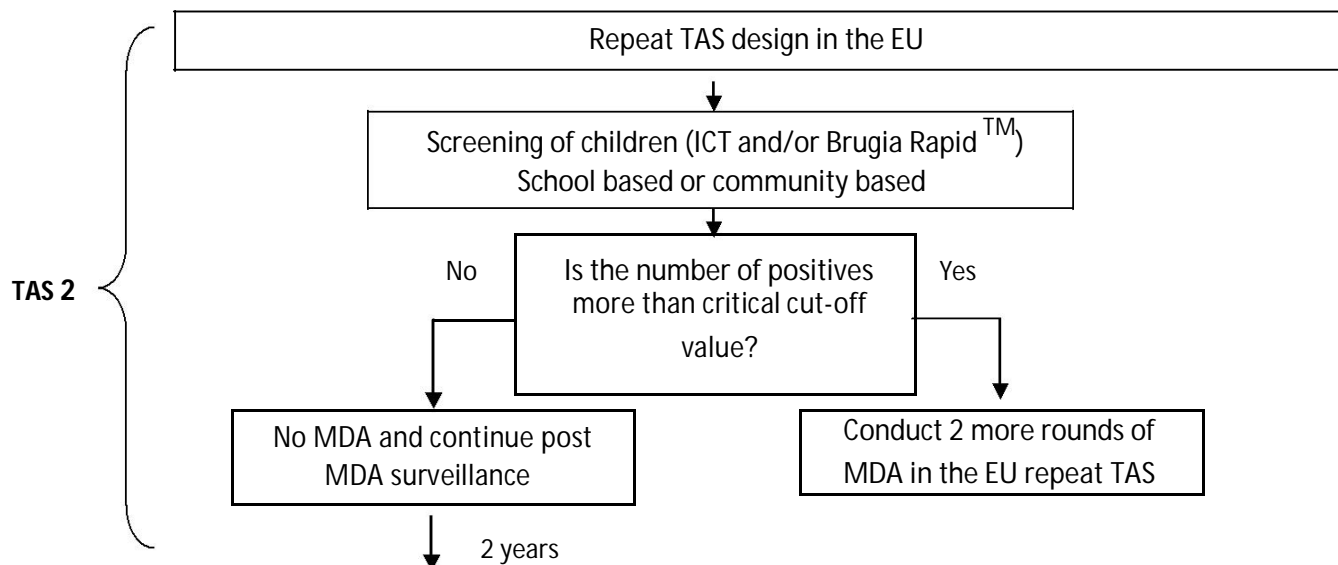 Repeat TAS design in the EU
Screening of children (ICT and/or Brugia Rapid TM)
School based or community based
No
Is the number of positives
more than critical cut-off
value?
Yes
TAS 2
No MDA and continue post
MDA surveillance
Conduct 2 more rounds of
MDA in the EU repeat TAS
2 years